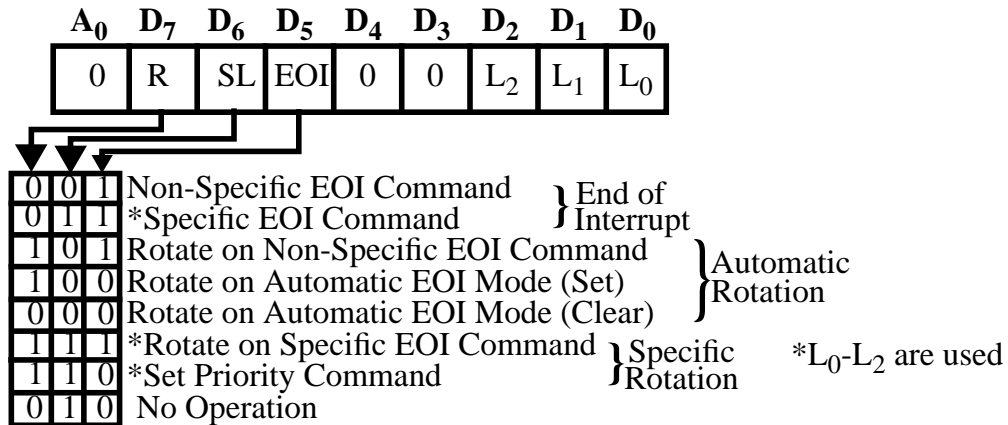 A0 D7 D6 D5 D4 D3 D2 D1 D0
0 R SL EOI 0 0 L2 L1 L0
0 0 1 Non-Specific EOI Command
0 1 1 *Specific EOI Command
End of
Interrupt
1 0 1 Rotate on Non-Specific EOI Command
1 0 0 Rotate on Automatic EOI Mode (Set)
0 0 0 Rotate on Automatic EOI Mode (Clear)
Automatic
Rotation
1 1 1 *Rotate on Specific EOI Command
1 1 0 *Set Priority Command
Specific
Rotation
*L0-L2 are used
0 1 0 No Operation